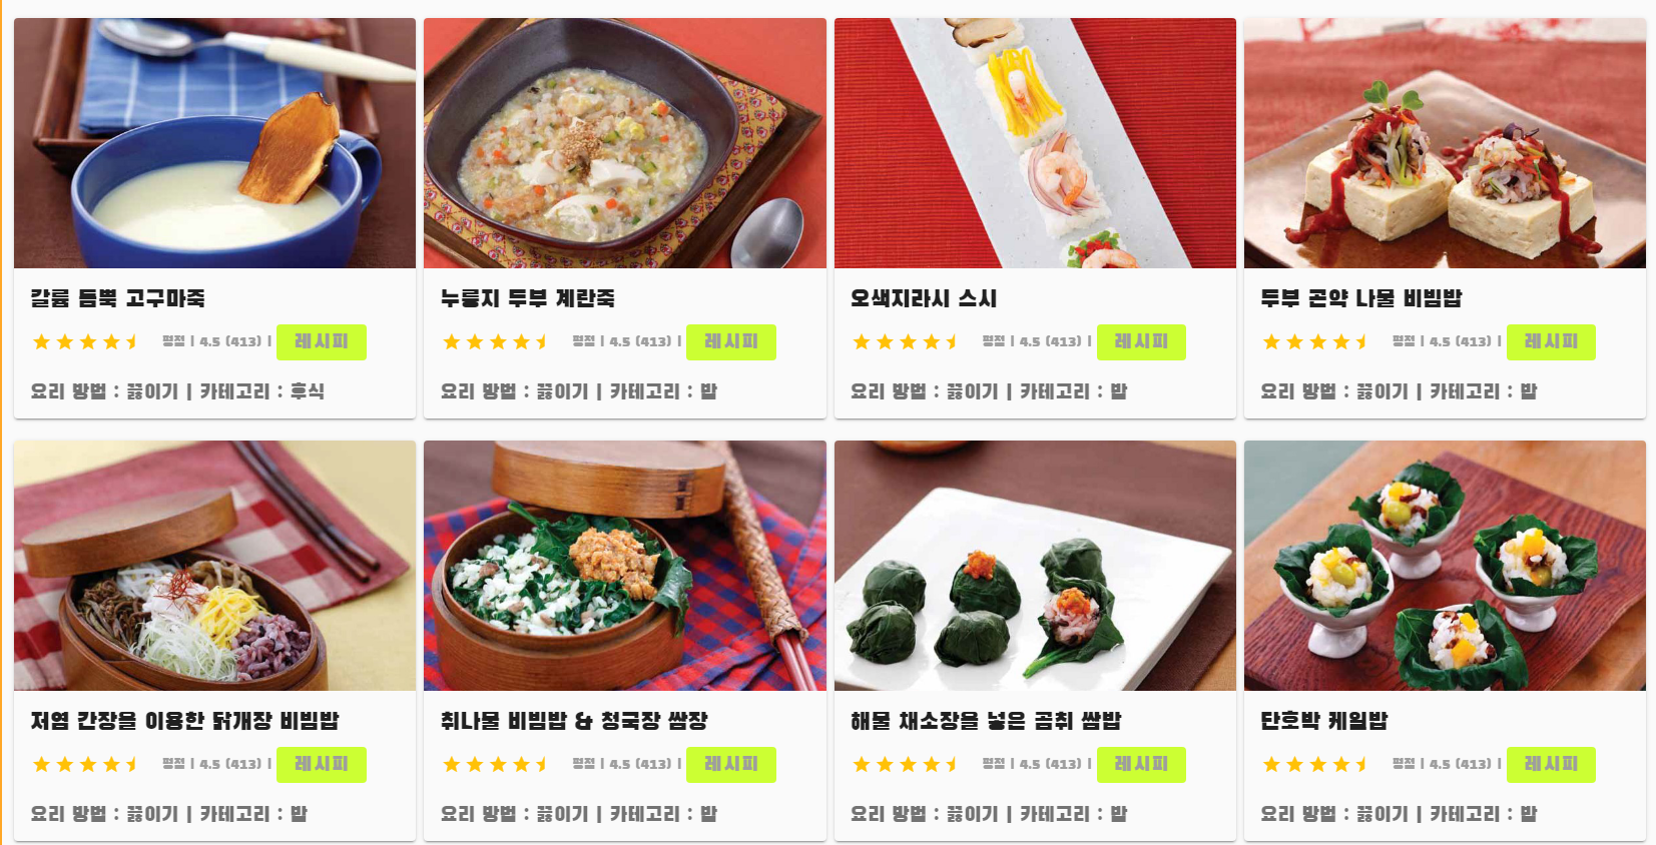 칼륨 듬뿍 고구마죽
평점 | 4.5 (413) | 레시피
요리 방법 : 끓이기 | 카테고리 : 후식
누룽지 두부 계란죽
평점 | 4.5 (413) | 레시피
요리 방법 : 끓이기 | 카테고리 : 밥
오색지라시 스시
평점 | 4.5 (413) | 레시피
요리 방법 : 끓이기 | 카테고리 : 밥
두부 곤약 나물 비빔밥
평점 | 4.5 (413) | 레시피
요리 방법 : 끓이기 | 카테고리 : 밥
저염 간장을 이용한 닭개장 비빔밥
평점 | 4.5 (413) | 레시피
요리 방법 : 끓이기 | 카테고리 : 밥
취나물 비빔밥 & 청국장 쌈장
평점 | 4.5 (413) | 레시피
요리 방법 : 끓이기 | 카테고리 : 밥
해물 채소장을 넣은 곰취 쌈밥
평점 | 4.5 (413) | 레시피
요리 방법 : 끓이기 | 카테고리 : 밥
단호박 케일밥
평점 | 4.5 (413) | 레시피
요리 방법 : 끓이기 | 카테고리 : 밥